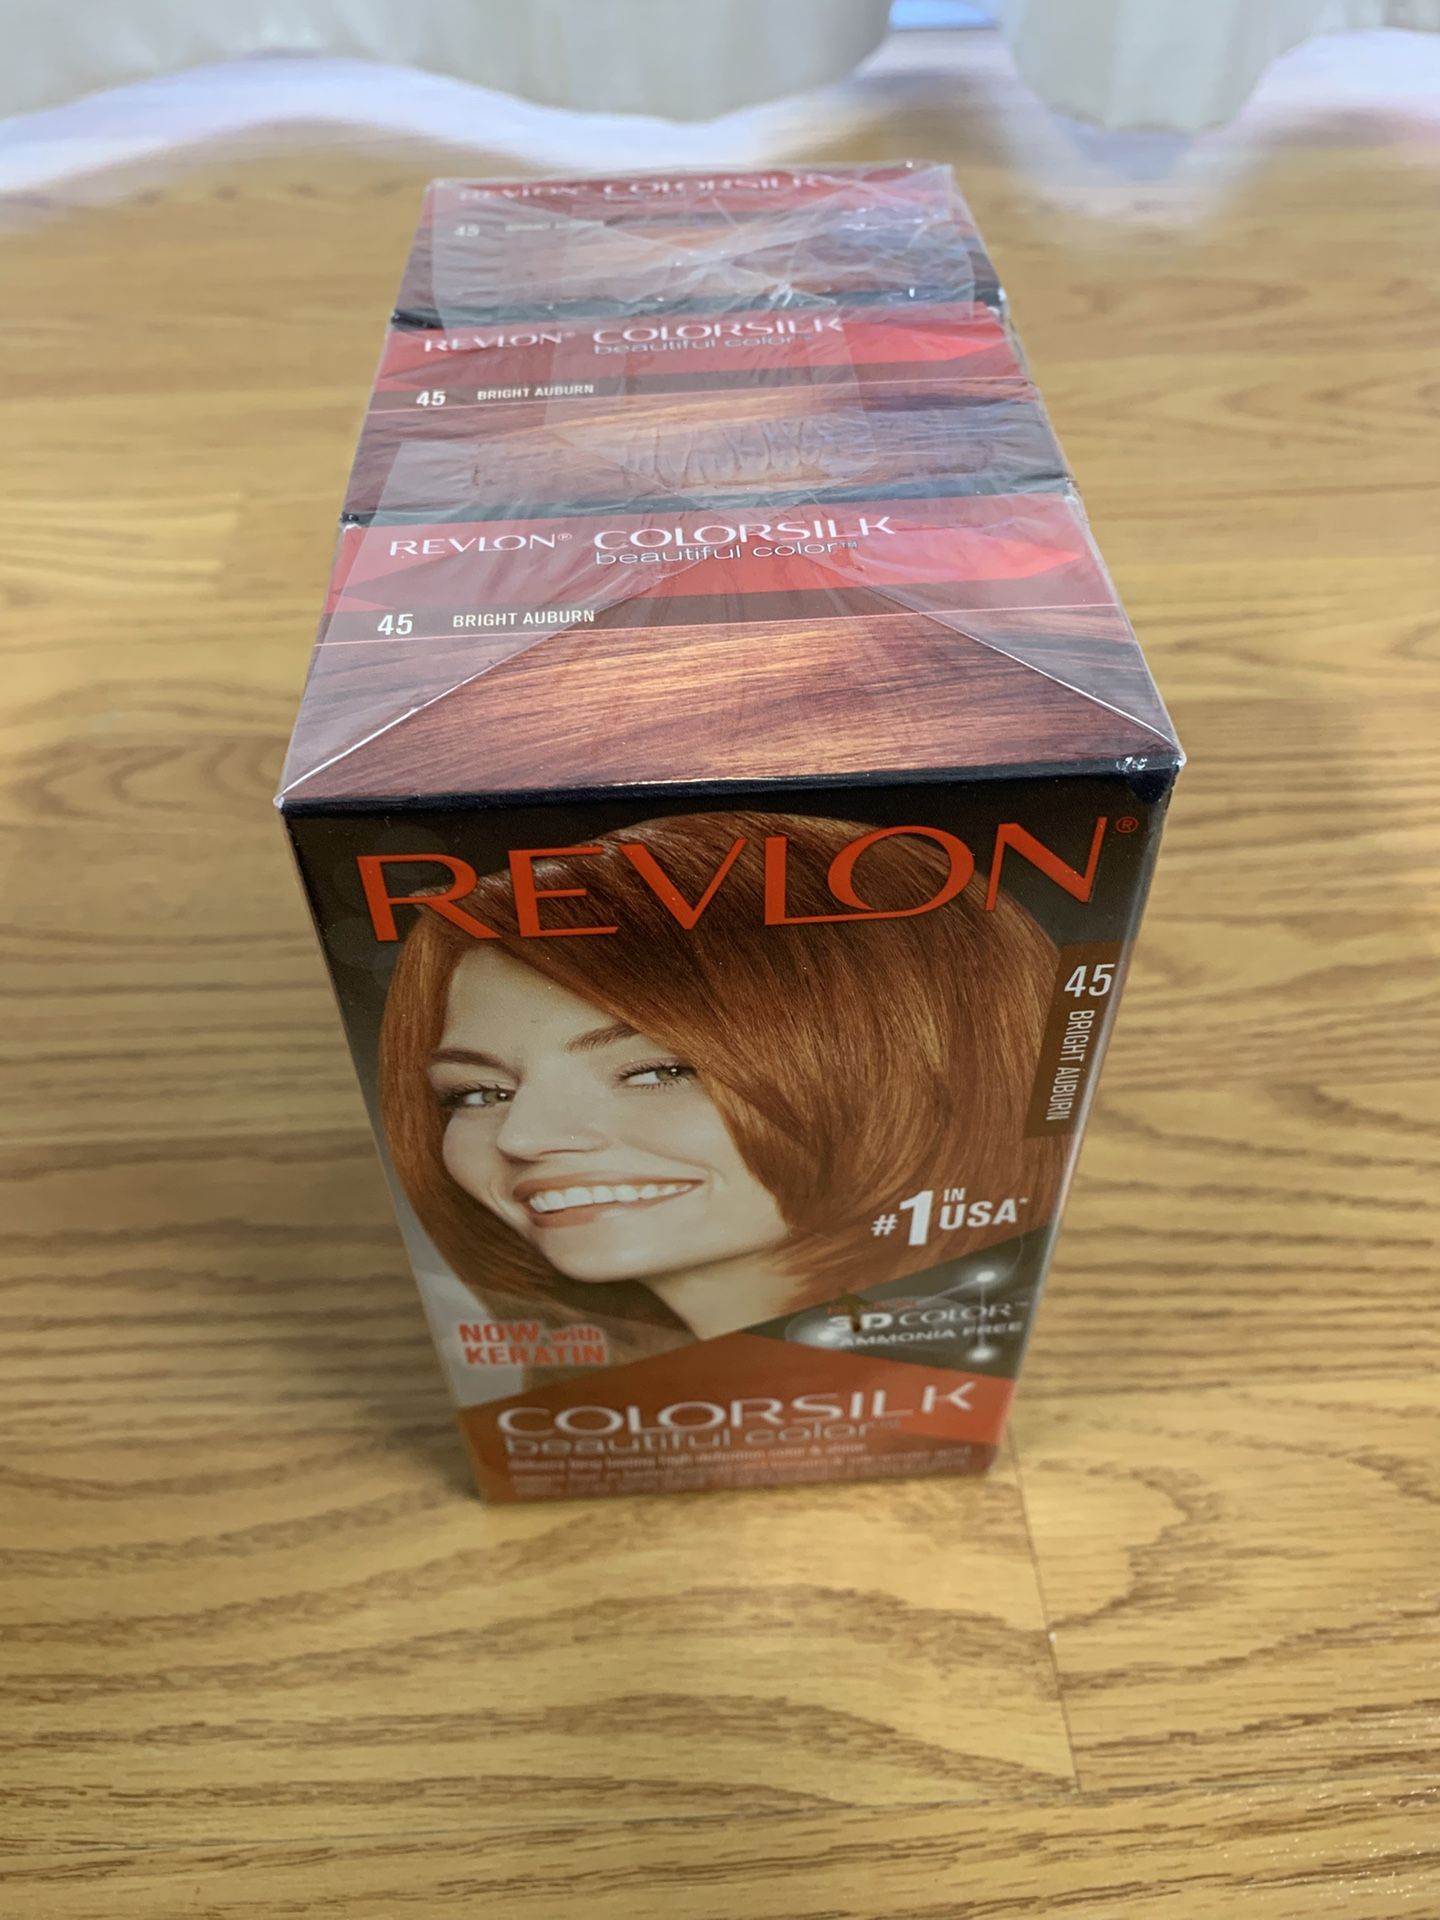 REVLON® COLORSILK
45
REVLON® COLORSILK
beautiful color™
45 BRIGHT AUBURN
REVLON® COLORSILK
beautiful color™
45 BRIGHT AUBURN
REVLON®
45 BRIGHT AUBURN
#1 IN USA™
3D COLOR™
AMMONIA FREE
NOW with
KERATIN
COLORSILK
beautiful color™